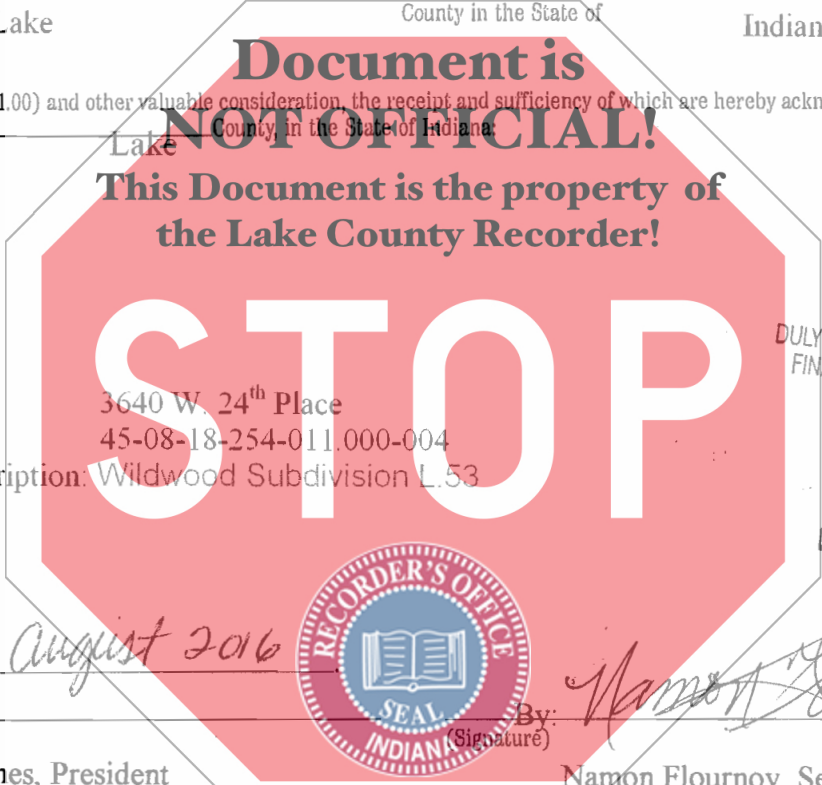 County in the State of
ake Indian
Document is
1.00) and other valuable consideration, the receipt and sufficiency of which are hereby ackn
NOT OFFICIAL!
Lake County, in the State of Indiana:
This Document is the property of
the Lake County Recorder!
STOP
DULY
FIN
3640 W. 24th Place
45-08-18-254-011.000-004
ription: Wildwood Subdivision L.53
RECORDER'S OFFICE
SEAL
INDIANA
August 2016
By: Namon
(Signature)
nes, President Namon Flournoy, Se